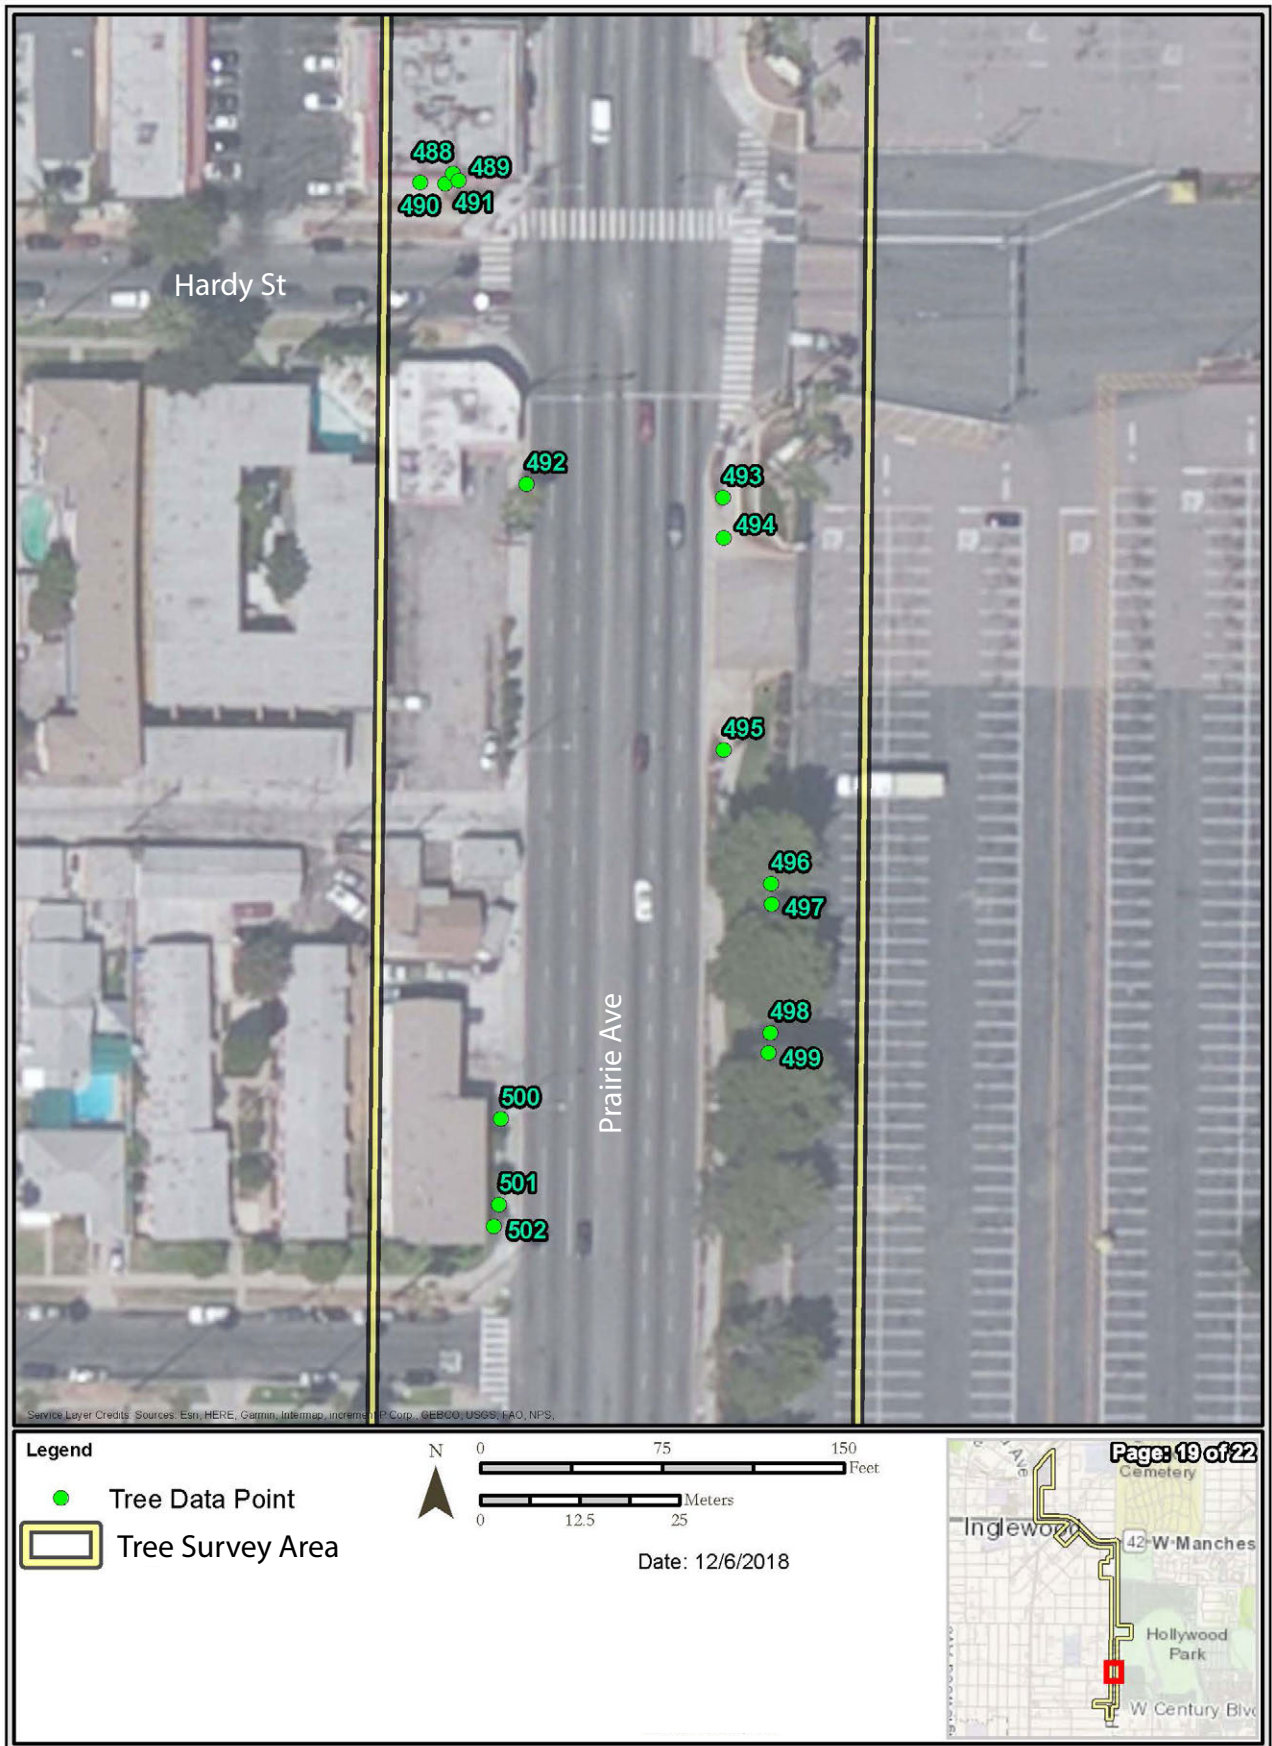 488
489
490
491
Hardy St
492
493
494
495
496
497
498
Prairie Ave
499
500
501
502
Service Layer Credits: Sources: Esri, HERE, Garmin, Intermap, increment P Corp., GEBCO, USGS, FAO, NPS,
Legend
Tree Data Point
Tree Survey Area
N
0 75 150
Feet
Meters
0 12.5 25
Date: 12/6/2018
Page: 19 of 22
Ave
Cemetery
Inglewood
42 W Manches
Hollywood
Park
W Century Blv